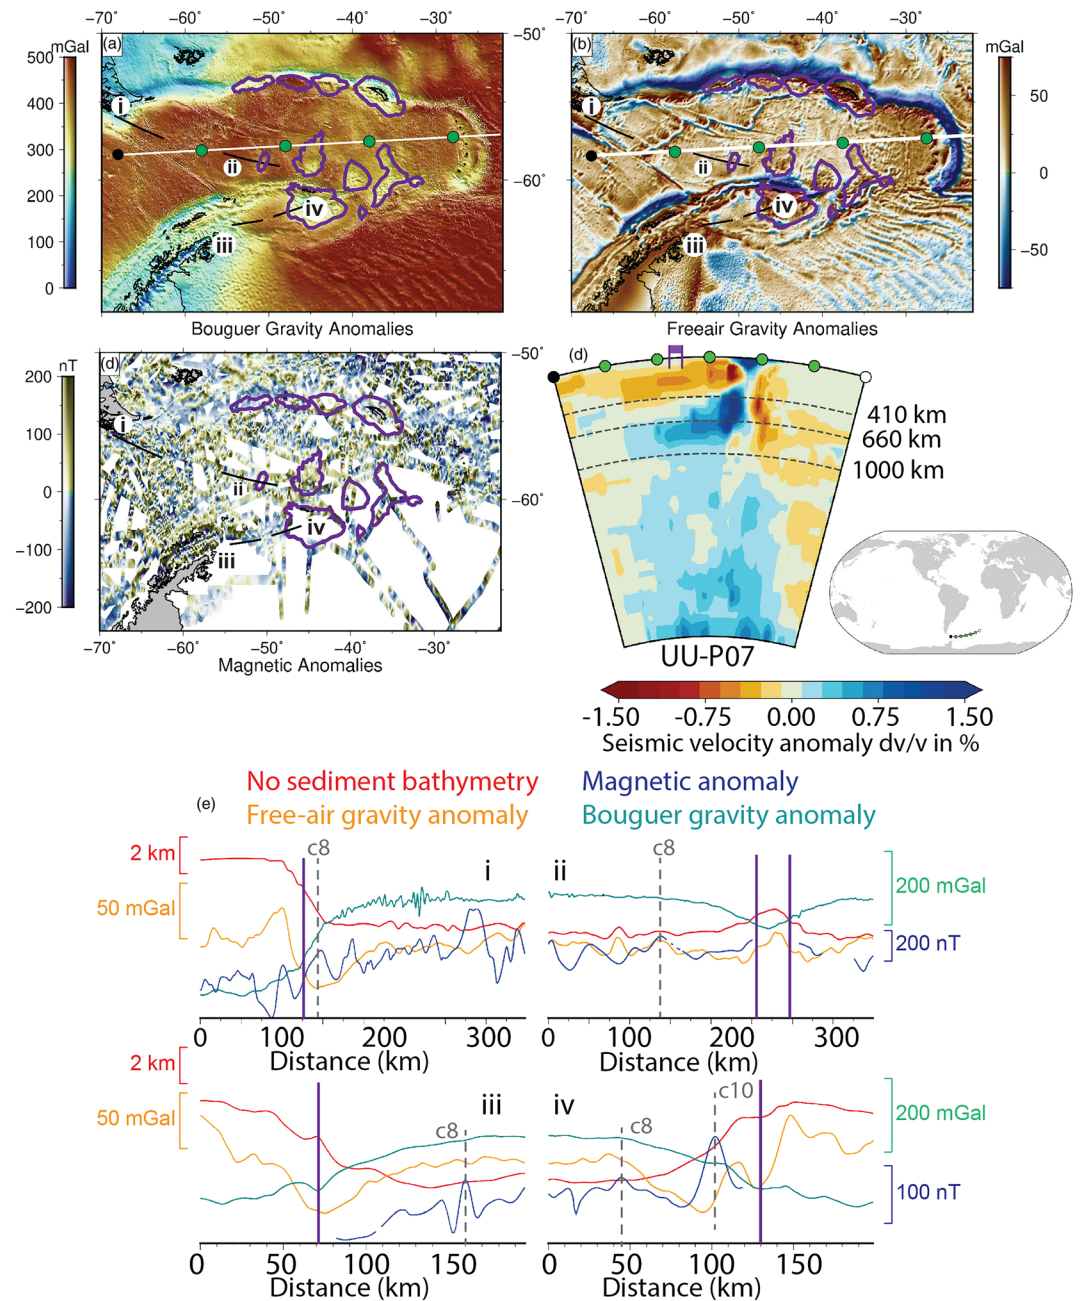 −70° −60° −50° −40° −30°
−70° −60° −50° −40° −30°
mGal
(a)
(b)
−50°
mGal
500
400
300
200
100
0
i
ii
iii
iv
i
ii
iii
iv
−60°
50
0
−50
Bouguer Gravity Anomalies
Freeair Gravity Anomalies
nT
(d)
−50°
(d)
200
100
0
−100
−200
i
ii
iii
iv
−60°
410 km
660 km
1000 km
−70° −60° −50° −40° −30°
Magnetic Anomalies
UU-P07
-1.50 -0.75 0.00 0.75 1.50
Seismic velocity anomaly dv/v in %
No sediment bathymetry
Magnetic anomaly
(e)
Free-air gravity anomaly
Bouguer gravity anomaly
2 km
50 mGal
c8
i
ii
c8
200 mGal
200 nT
0 100 200 300
Distance (km)
0 100 200 300
Distance (km)
2 km
50 mGal
iii
c8
iv
c8
c10
200 mGal
100 nT
0 50 100 150
Distance (km)
0 50 100 150
Distance (km)